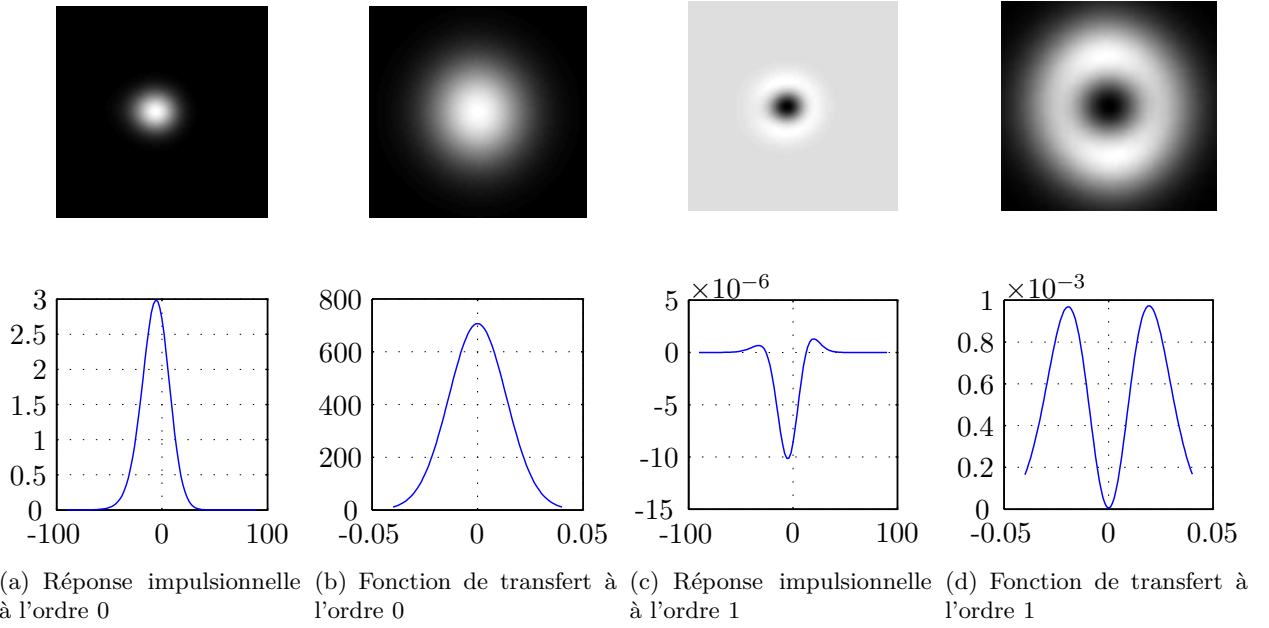 3
2.5
2
1.5
1
0.5
0
-100 0 100
800
600
400
200
0
-0.05 0 0.05
×10⁻⁶
5
0
-5
-10
-15
-100 0 100
×10⁻³
1
0.8
0.6
0.4
0.2
0
-0.05 0 0.05
(a) Réponse impulsionnelle
à l'ordre 0
(b) Fonction de transfert à
l'ordre 0
(c) Réponse impulsionnelle
à l'ordre 1
(d) Fonction de transfert à
l'ordre 1